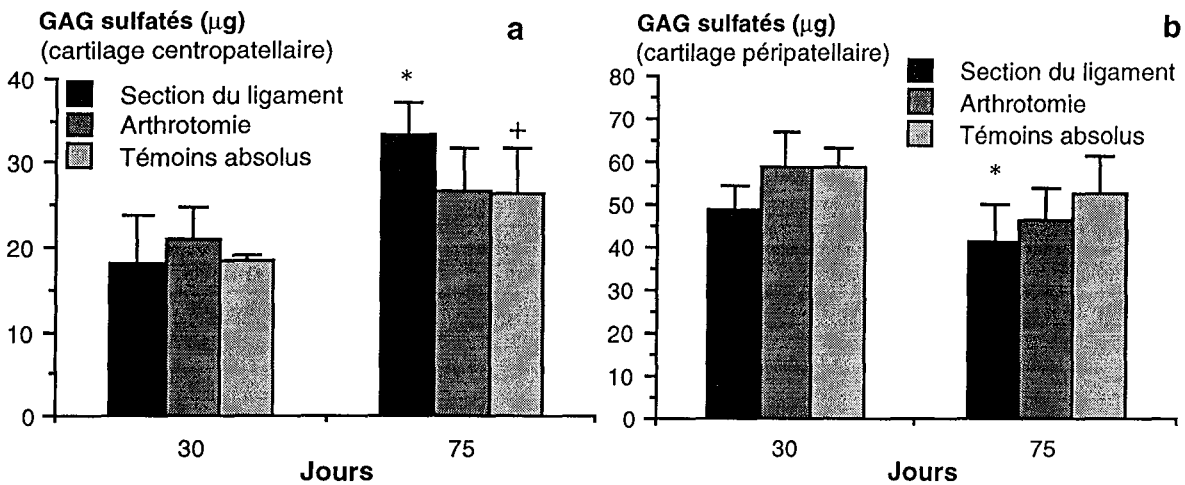 GAG sulfatés (µg)
(cartilage centropatellaire)
a
40
30
20
10
0
Section du ligament
Arthrotomie
Témoins absolus
*
+
30
75
Jours
GAG sulfatés (µg)
(cartilage péripatellaire)
b
80
70
60
50
40
30
20
10
0
Section du ligament
Arthrotomie
Témoins absolus
*
30
75
Jours